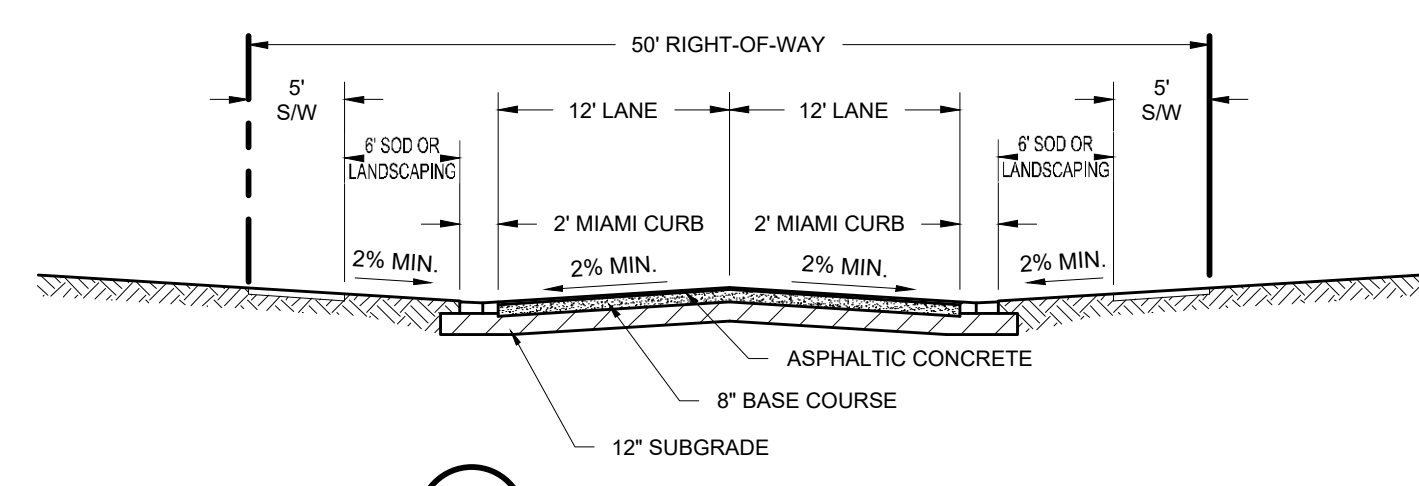 50' RIGHT-OF-WAY
5'
S/W
12' LANE
12' LANE
5'
S/W
6' SOD OR
LANDSCAPING
6' SOD OR
LANDSCAPING
2' MIAMI CURB
2' MIAMI CURB
2% MIN.
2% MIN.
2% MIN.
2% MIN.
ASPHALTIC CONCRETE
8" BASE COURSE
12" SUBGRADE